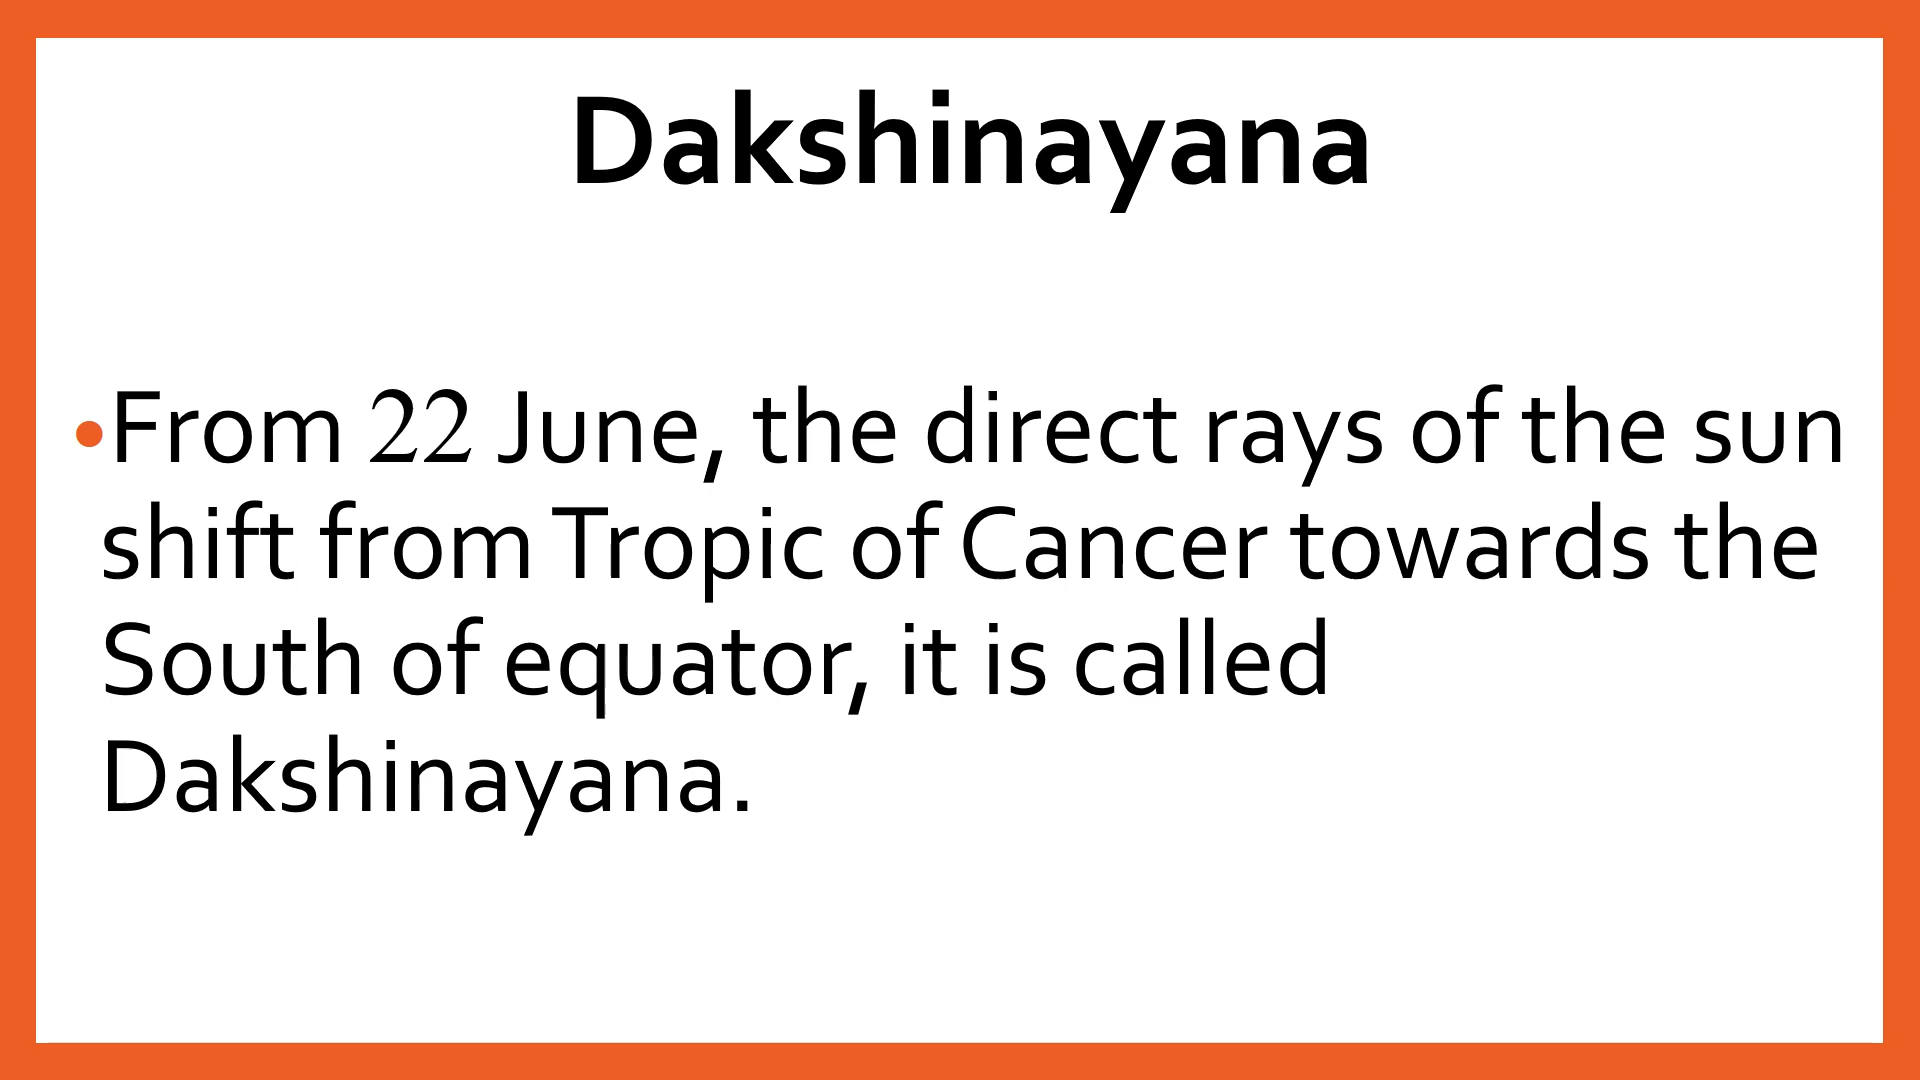 Dakshinayana
•From 22 June, the direct rays of the sun
shift from Tropic of Cancer towards the
South of equator, it is called
Dakshinayana.